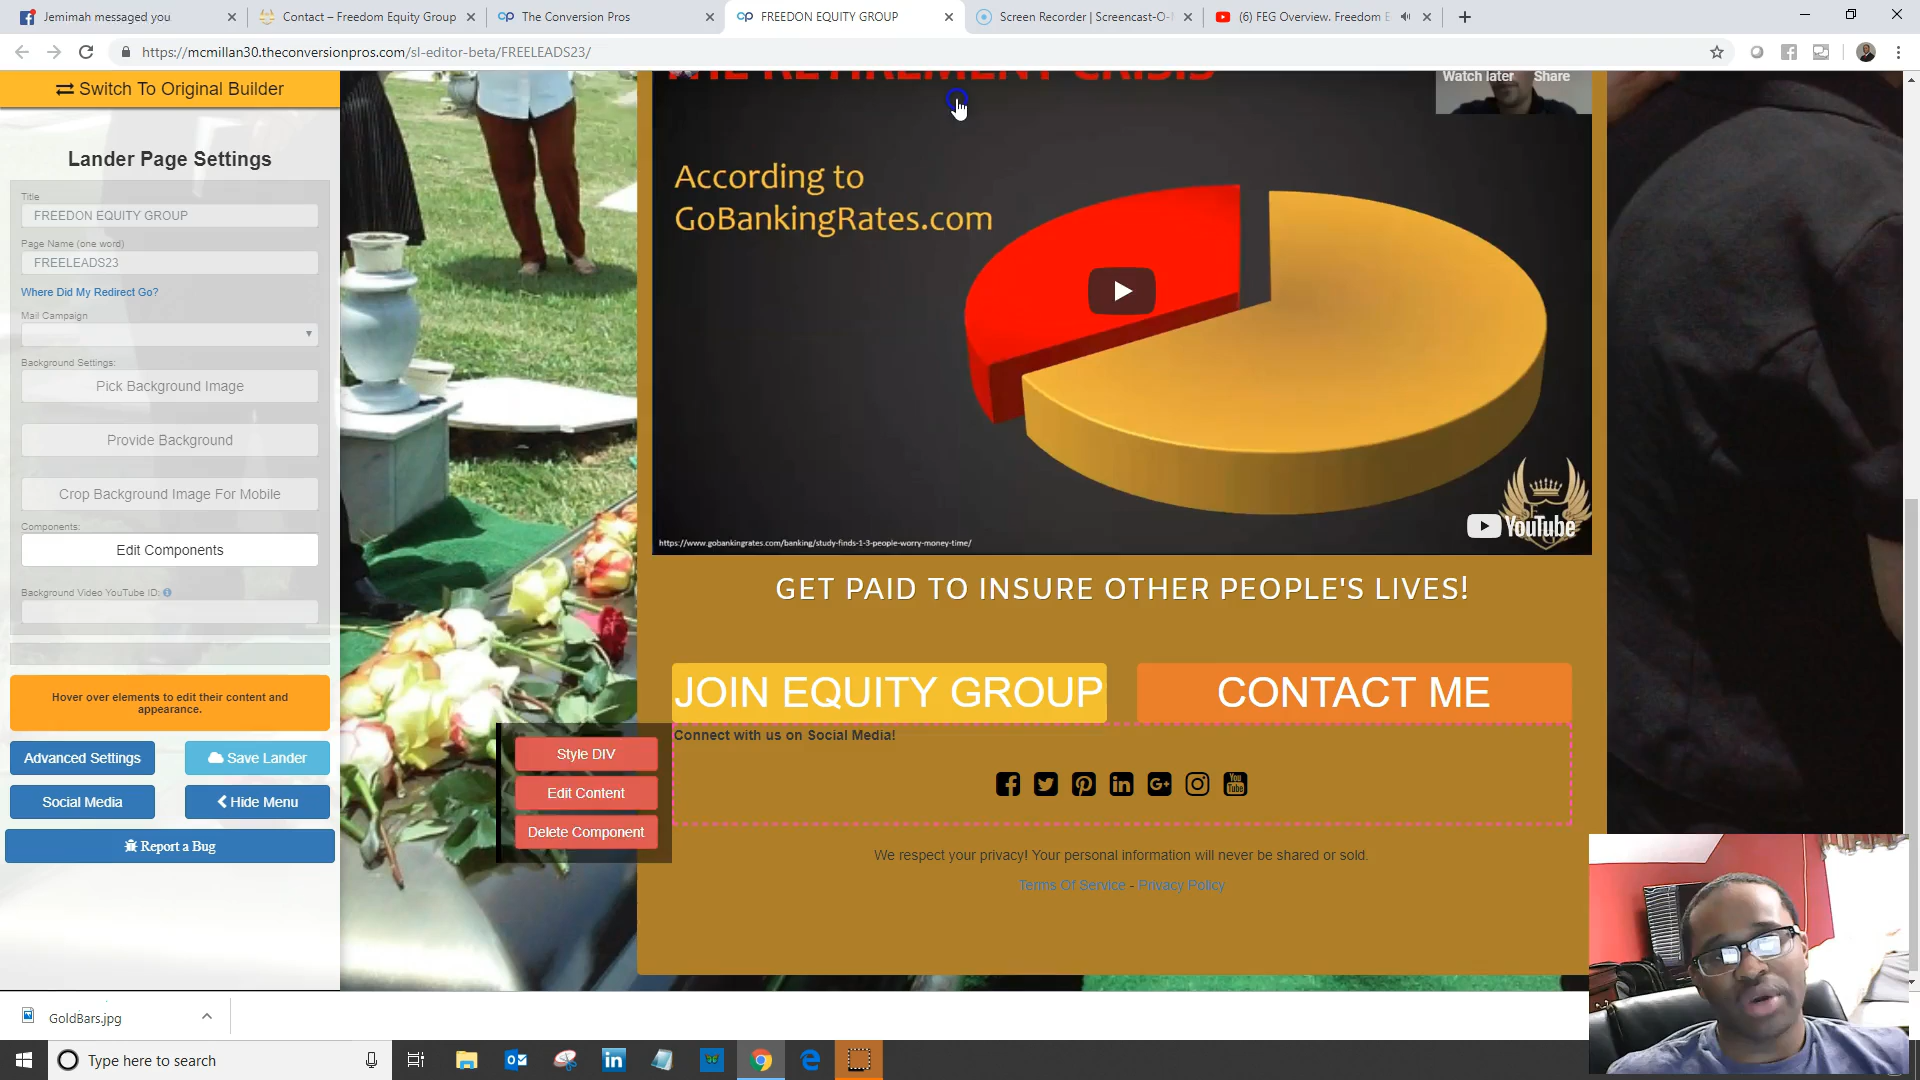 Jemimah messaged you
Contact – Freedom Equity Group
The Conversion Pros
FREEDON EQUITY GROUP
Screen Recorder | Screencast-O-
(6) FEG Overview. Freedom E
https://mcmillan30.theconversionpros.com/sl-editor-beta/FREELEADS23/
Switch To Original Builder
Lander Page Settings
Title
FREEDON EQUITY GROUP
Page Name (one word)
FREELEADS23
Where Did My Redirect Go?
Mail Campaign
Background Settings:
Pick Background Image
Provide Background
Crop Background Image For Mobile
Components:
Edit Components
Background Video YouTube ID:
Hover over elements to edit their content and
appearance.
Advanced Settings
Save Lander
Social Media
Hide Menu
Report a Bug
THE RETIREMENT CRISIS
Watch later
Share
According to
GoBankingRates.com
YouTube
https://www.gobankingrates.com/banking/study-finds-1-3-people-worry-money-time/
GET PAID TO INSURE OTHER PEOPLE'S LIVES!
JOIN EQUITY GROUP
CONTACT ME
Style DIV
Edit Content
Delete Component
Connect with us on Social Media!
You
Tube
We respect your privacy! Your personal information will never be shared or sold.
Terms Of Service - Privacy Policy
GoldBars.jpg
Type here to search